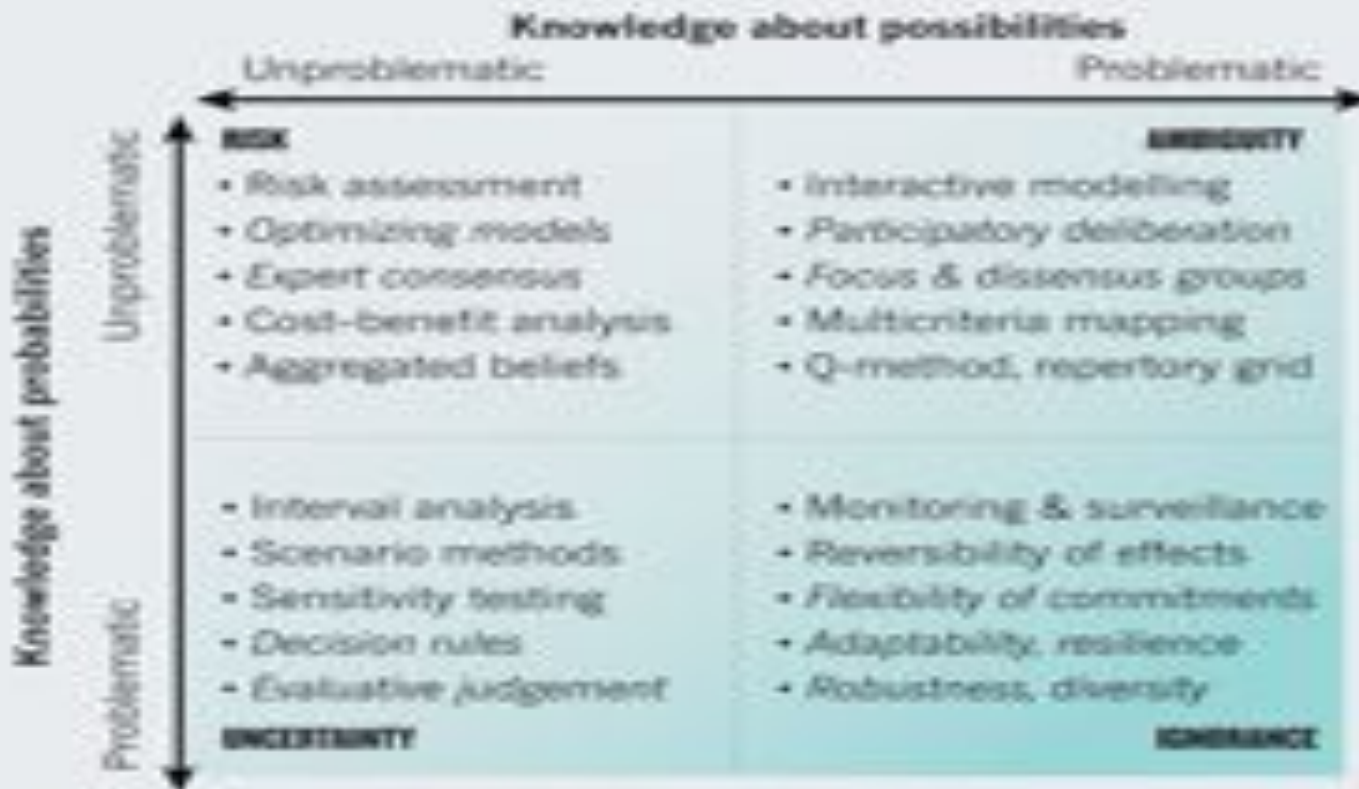 Knowledge about possibilities
Unproblematic
Problematic
Knowledge about probabilities
Unproblematic
Problematic
RISK
• Risk assessment
• Optimizing models
• Expert consensus
• Cost-benefit analysis
• Aggregated beliefs
AMBIGUITY
• Interactive modelling
• Participatory deliberation
• Focus & dissensus groups
• Multicriteria mapping
• Q-method, repertory grid
• Interval analysis
• Scenario methods
• Sensitivity testing
• Decision rules
• Evaluative judgement
UNCERTAINTY
• Monitoring & surveillance
• Reversibility of effects
• Flexibility of commitments
• Adaptability, resilience
• Robustness, diversity
IGNORANCE